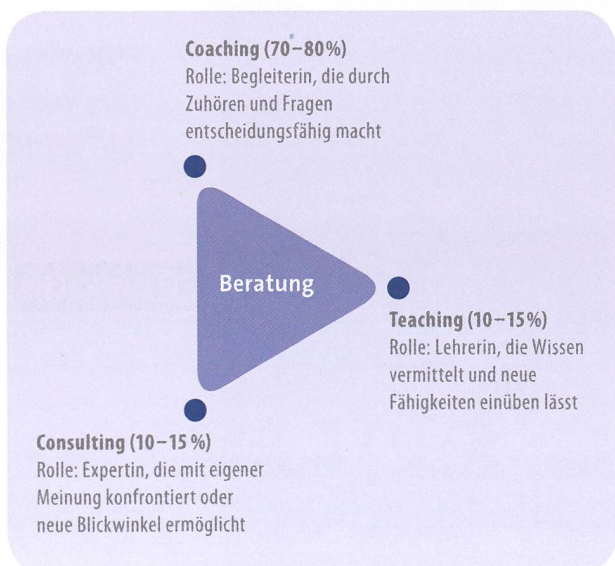 Coaching (70–80%)
Rolle: Begleiterin, die durch
Zuhören und Fragen
entscheidungsfähig macht
Beratung
Teaching (10–15%)
Rolle: Lehrerin, die Wissen
vermittelt und neue
Fähigkeiten einüben lässt
Consulting (10–15%)
Rolle: Expertin, die mit eigener
Meinung konfrontiert oder
neue Blickwinkel ermöglicht